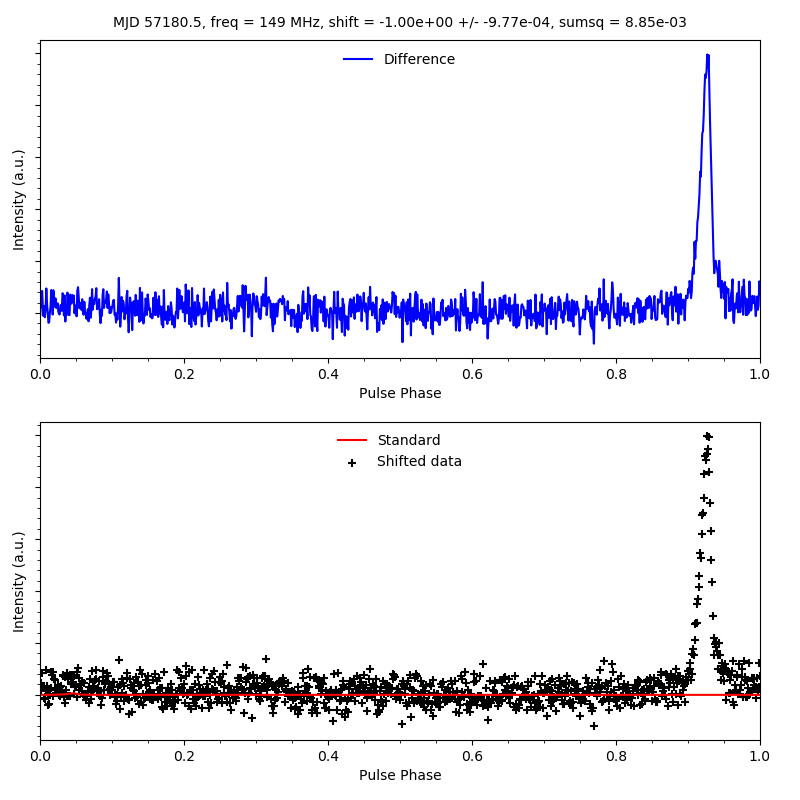 MJD 57180.5, freq = 149 MHz, shift = -1.00e+00 +/- -9.77e-04, sumsq = 8.85e-03
Difference
Intensity (a.u.)
0.0 0.2 0.4 0.6 0.8 1.0
Pulse Phase
Standard
Shifted data
Intensity (a.u.)
0.0 0.2 0.4 0.6 0.8 1.0
Pulse Phase